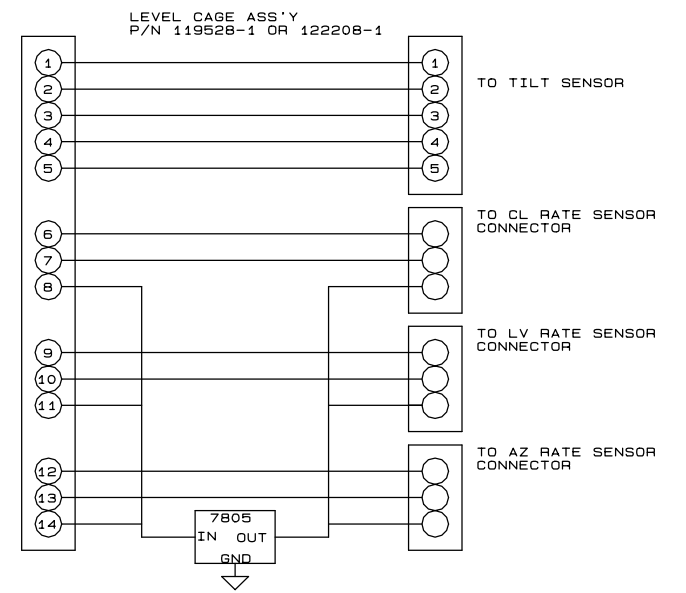 LEVEL CAGE ASS'Y
P/N 119528-1 OR 122208-1
1 1
2 2
3 3
4 4
5 5
TO TILT SENSOR
6
7
8
TO CL RATE SENSOR
CONNECTOR
9
10
11
TO LV RATE SENSOR
CONNECTOR
12
13
14
TO AZ RATE SENSOR
CONNECTOR
7805
IN OUT
GND